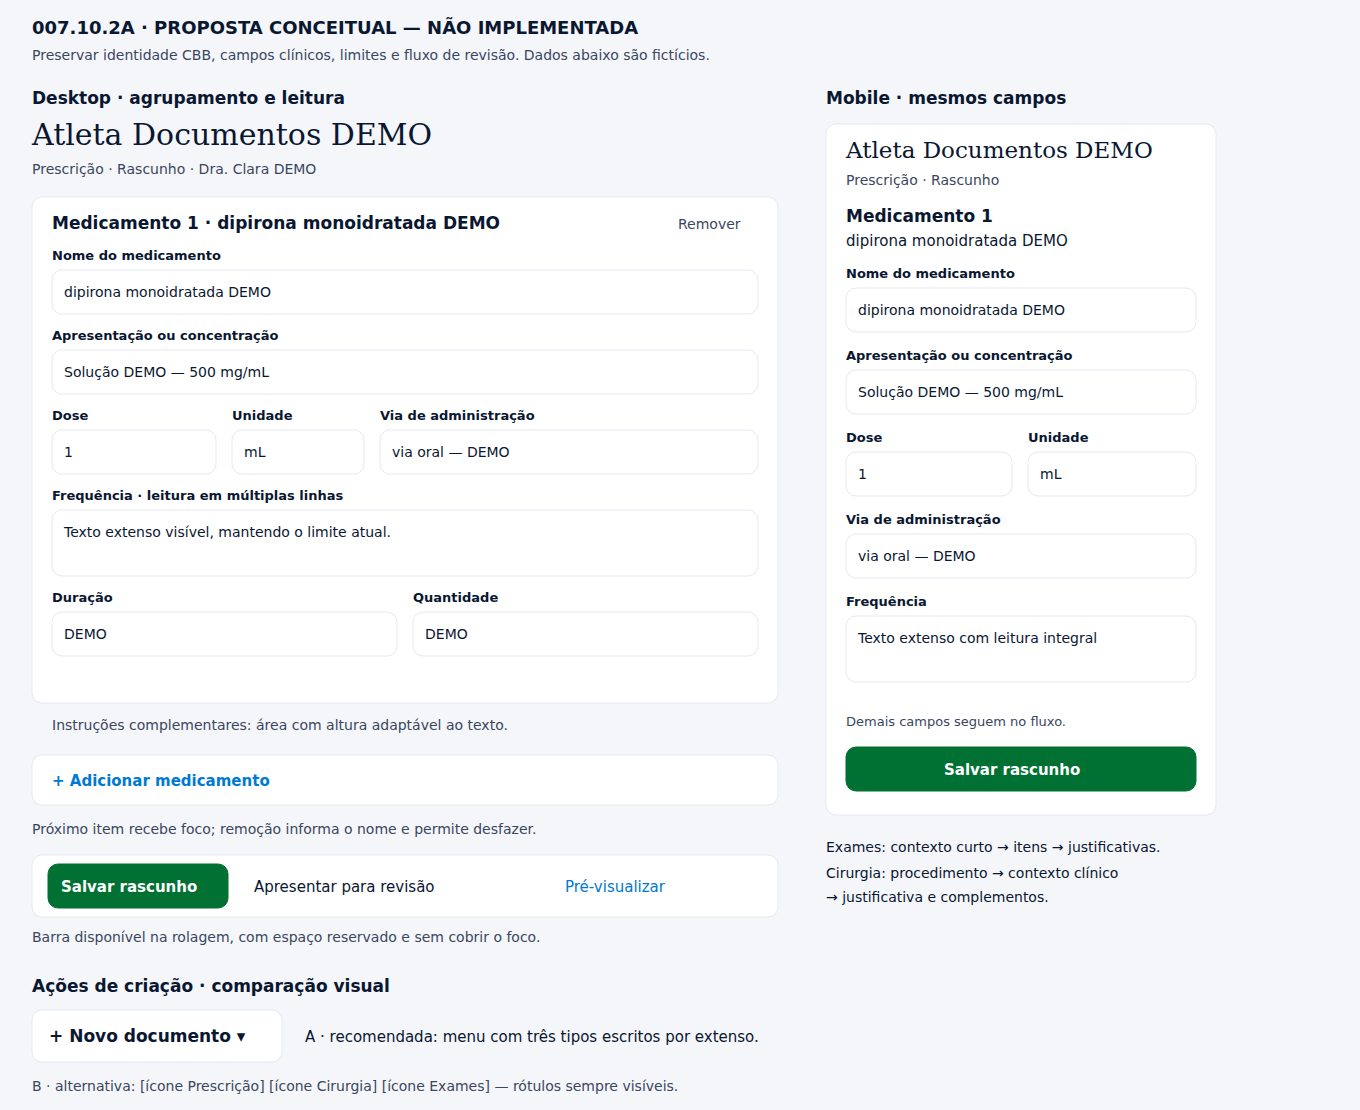 007.10.2A · PROPOSTA CONCEITUAL — NÃO IMPLEMENTADA
Preservar identidade CBB, campos clínicos, limites e fluxo de revisão. Dados abaixo são fictícios.
Desktop · agrupamento e leitura
Atleta Documentos DEMO
Prescrição · Rascunho · Dra. Clara DEMO
Medicamento 1 · dipirona monoidratada DEMO
Remover
Nome do medicamento
dipirona monoidratada DEMO
Apresentação ou concentração
Solução DEMO — 500 mg/mL
Dose
Unidade
Via de administração
1
mL
via oral — DEMO
Frequência · leitura em múltiplas linhas
Texto extenso visível, mantendo o limite atual.
Duração
Quantidade
DEMO
DEMO
Instruções complementares: área com altura adaptável ao texto.
+ Adicionar medicamento
Próximo item recebe foco; remoção informa o nome e permite desfazer.
Salvar rascunho
Apresentar para revisão
Pré-visualizar
Barra disponível na rolagem, com espaço reservado e sem cobrir o foco.
Ações de criação · comparação visual
+ Novo documento ▾
A · recomendada: menu com três tipos escritos por extenso.
B · alternativa: [ícone Prescrição] [ícone Cirurgia] [ícone Exames] — rótulos sempre visíveis.
Mobile · mesmos campos
Atleta Documentos DEMO
Prescrição · Rascunho
Medicamento 1
dipirona monoidratada DEMO
Nome do medicamento
dipirona monoidratada DEMO
Apresentação ou concentração
Solução DEMO — 500 mg/mL
Dose
Unidade
1
mL
Via de administração
via oral — DEMO
Frequência
Texto extenso com leitura integral
Demais campos seguem no fluxo.
Salvar rascunho
Exames: contexto curto → itens → justificativas.
Cirurgia: procedimento → contexto clínico
→ justificativa e complementos.